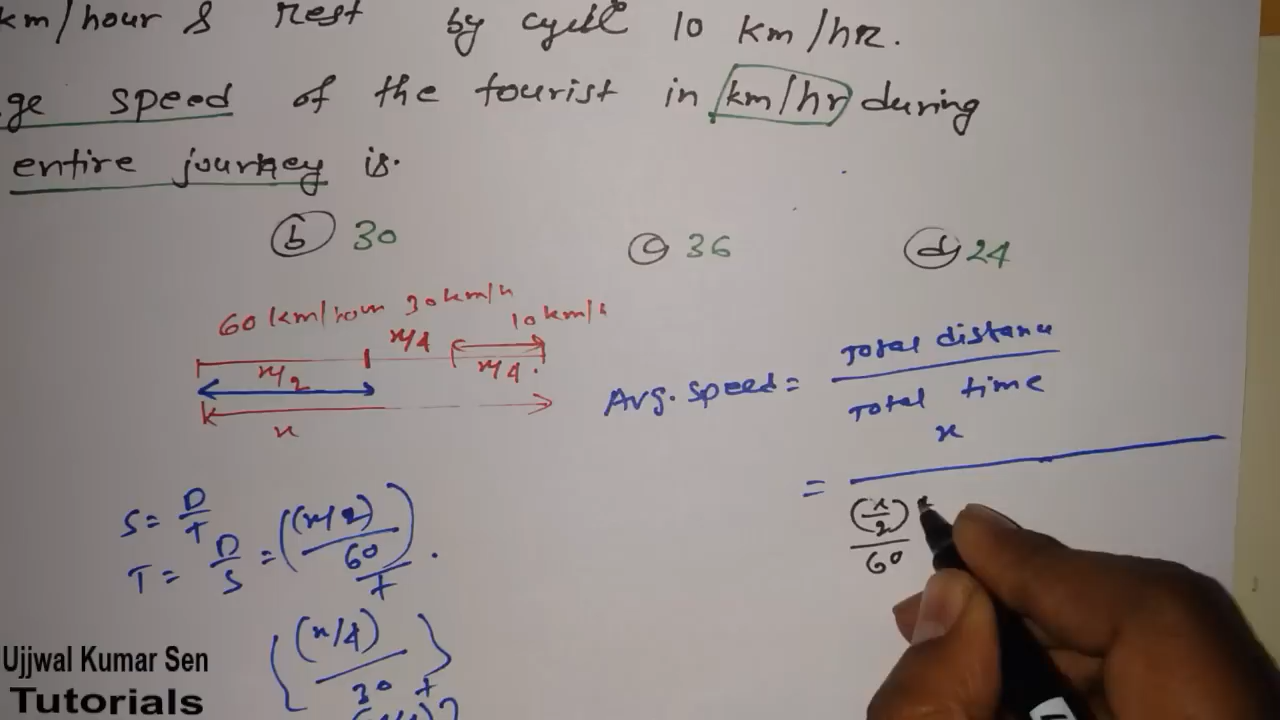 km/hour & rest by cycle 10 km/hr.
ge speed of the tourist in km/hr during
entire journey is.
b 30
c 36
d 24
60 km/hour 30 km/h 10 km/h
x/2 x/4 x/4.
x
Avg. speed = Total distance / Total time
= x
(x/2) / 60
S = D/T
T = D/S = ((x/2) / 60) + .
{(x/4) / 30} +
Ujjwal Kumar Sen
Tutorials